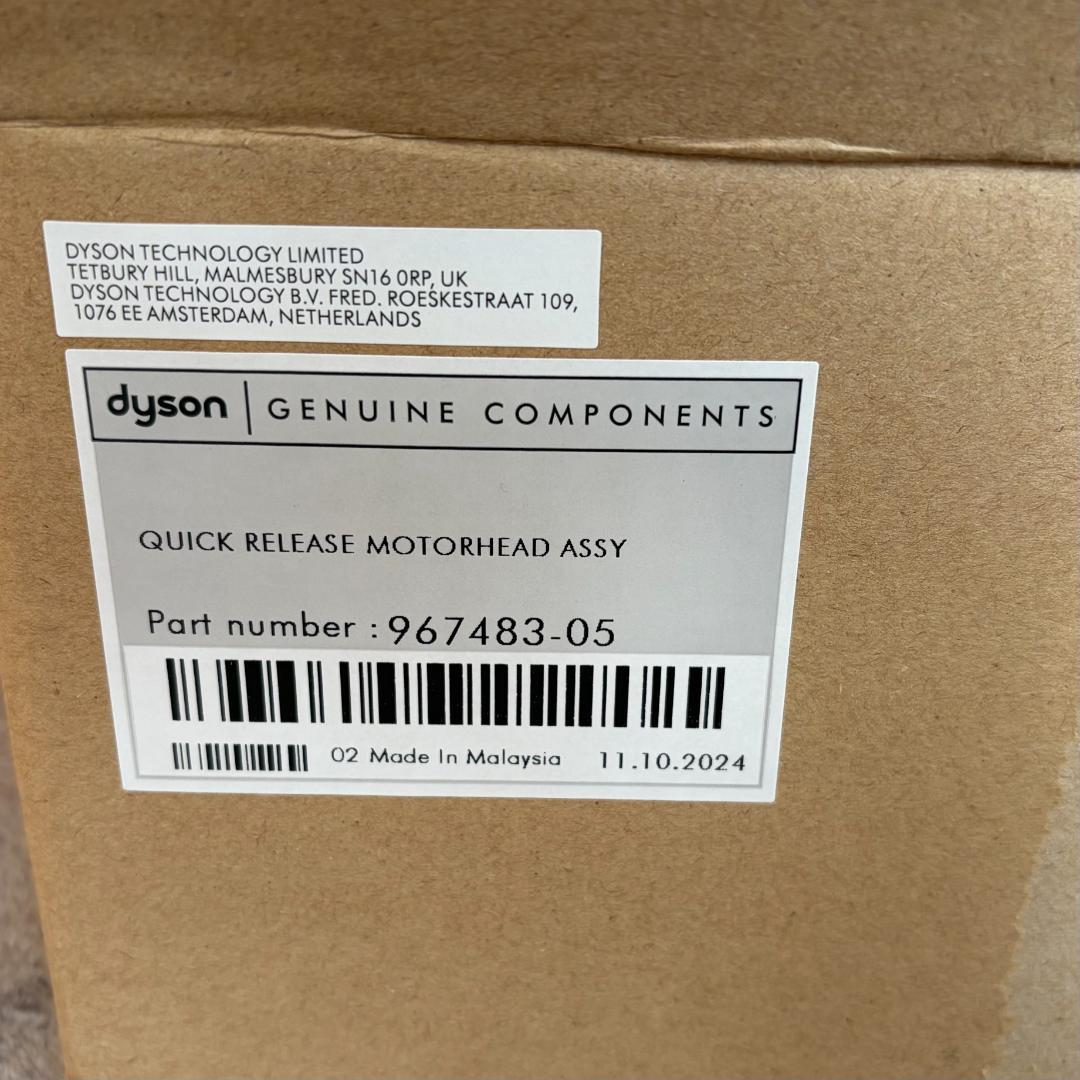 DYSON TECHNOLOGY LIMITED
TETBURY HILL, MALMESBURY SN16 0RP, UK
DYSON TECHNOLOGY B.V. FRED. ROESKESTRAAT 109,
1076 EE AMSTERDAM, NETHERLANDS
dyson | GENUINE COMPONENTS
QUICK RELEASE MOTORHEAD ASSY
Part number : 967483-05
02 Made In Malaysia 11.10.2024